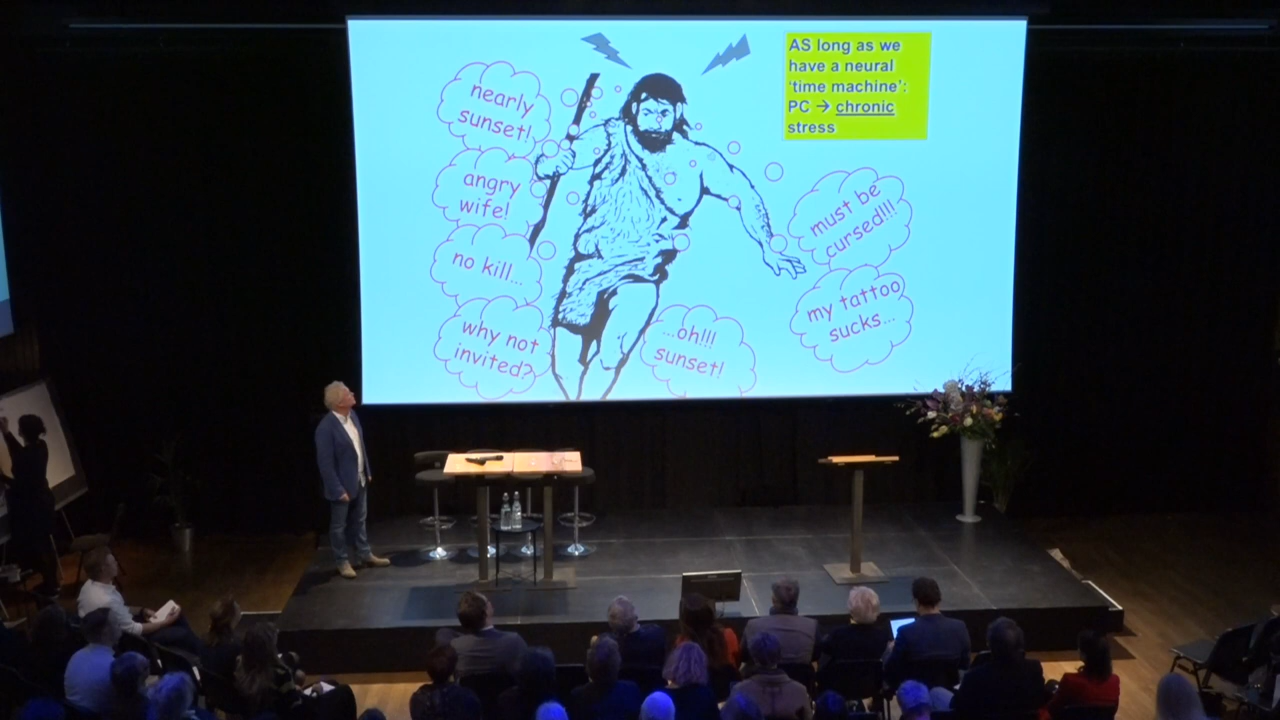 nearly
sunset!
angry
wife!
no kill...
why not
invited?
...oh!!!
sunset!
AS long as we
have a neural
‘time machine’:
PC → chronic
stress
must be
cursed!!!
my tattoo
sucks...